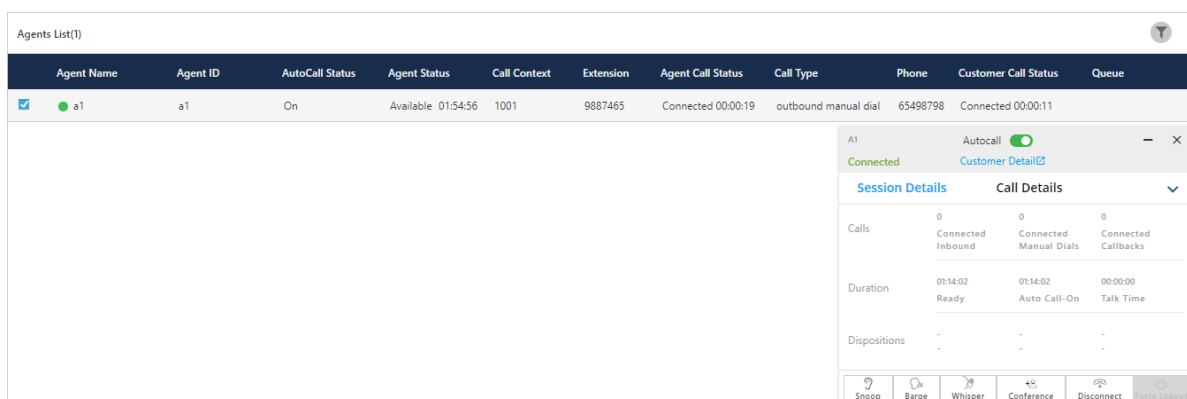 Agents List(1)
Agent Name Agent ID AutoCall Status Agent Status Call Context Extension Agent Call Status Call Type Phone Customer Call Status Queue
a1 a1 On Available 01:54:56 1001 9887465 Connected 00:00:19 outbound manual dial 65498798 Connected 00:00:11
A1 Autocall
Connected Customer Detail
Session Details Call Details
0 0 0
Calls Connected Connected Connected
Inbound Manual Dials Callbacks
01:14:02 01:14:02 00:00:00
Duration
Ready Auto Call-On Talk Time
- - -
Dispositions
- - -
Snoop Barge Whisper Conference Disconnect Force Logout